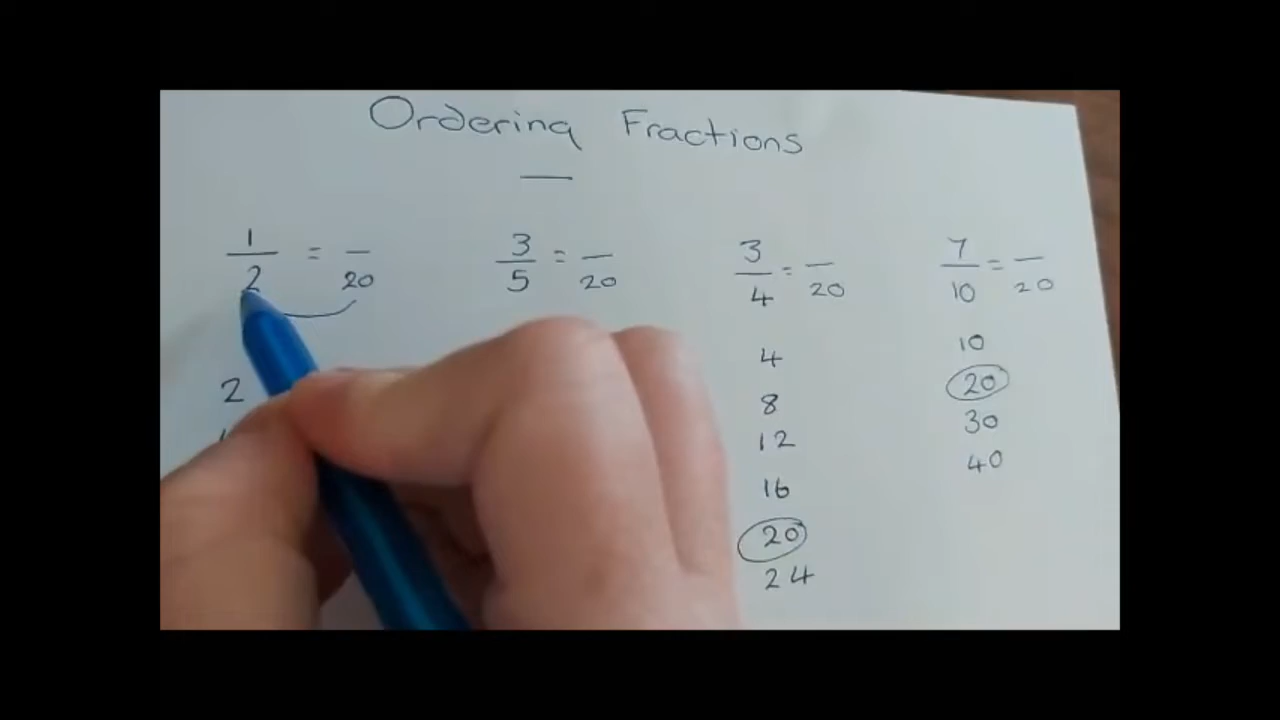 Ordering Fractions
1/2 = _/20
3/5 = _/20
3/4 = _/20
7/10 = _/20
2
4
8
12
16
20
24
10
20
30
40